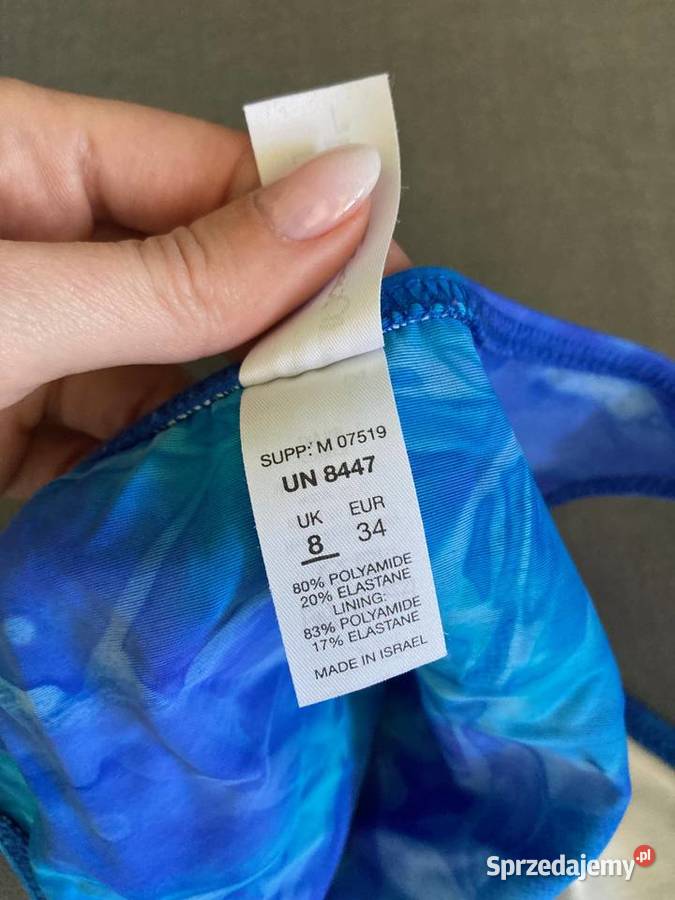 SUPP: M 07519
UN 8447
UK EUR
8 34
80% POLYAMIDE
20% ELASTANE
LINING:
83% POLYAMIDE
17% ELASTANE
MADE IN ISRAEL
Sprzedajemy.pl